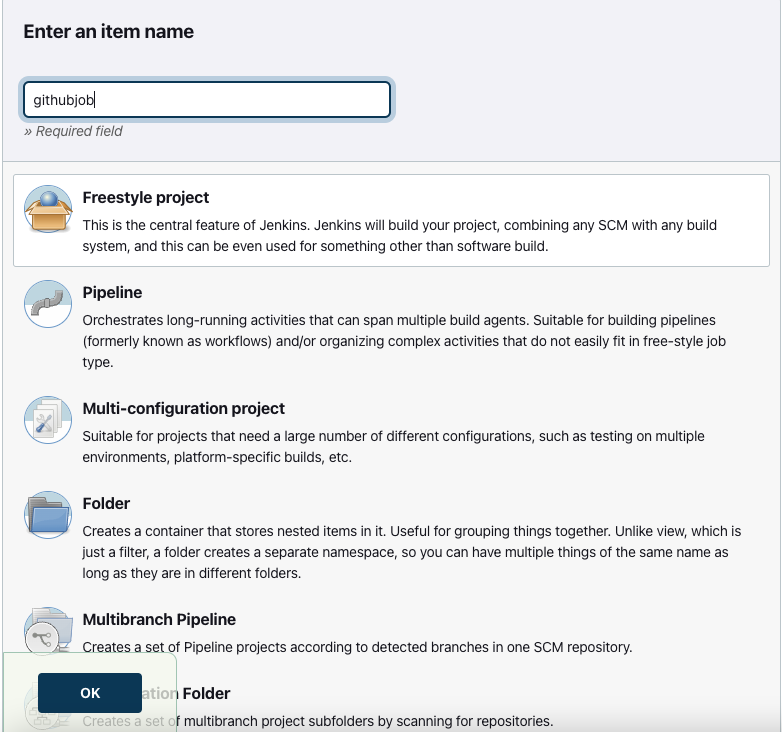 Enter an item name
githubjob
» Required field
Freestyle project
This is the central feature of Jenkins. Jenkins will build your project, combining any SCM with any build
system, and this can be even used for something other than software build.
Pipeline
Orchestrates long-running activities that can span multiple build agents. Suitable for building pipelines
(formerly known as workflows) and/or organizing complex activities that do not easily fit in free-style job
type.
Multi-configuration project
Suitable for projects that need a large number of different configurations, such as testing on multiple
environments, platform-specific builds, etc.
Folder
Creates a container that stores nested items in it. Useful for grouping things together. Unlike view, which is
just a filter, a folder creates a separate namespace, so you can have multiple things of the same name as
long as they are in different folders.
Multibranch Pipeline
Creates a set of Pipeline projects according to detected branches in one SCM repository.
OK
ation Folder
Creates a set of multibranch project subfolders by scanning for repositories.